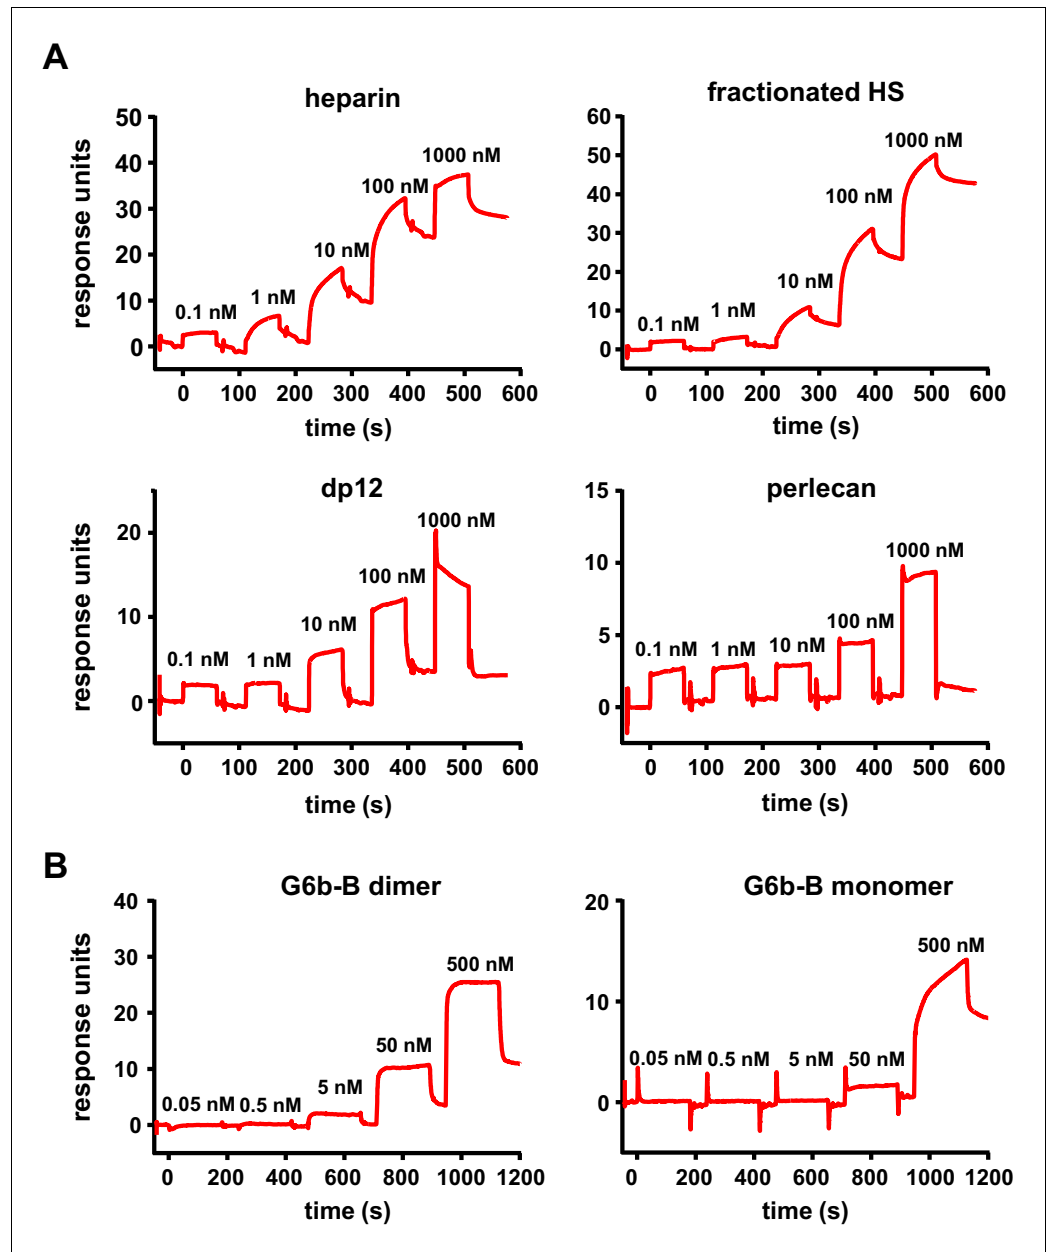 A
heparin
response units
50
40
30
20
10
0
0.1 nM
1 nM
10 nM
100 nM
1000 nM
0 100 200 300 400 500 600
time (s)
fractionated HS
60
50
40
30
20
10
0
0.1 nM
1 nM
10 nM
100 nM
1000 nM
0 100 200 300 400 500 600
time (s)
dp12
response units
20
10
0
0.1 nM
1 nM
10 nM
100 nM
1000 nM
0 100 200 300 400 500 600
time (s)
perlecan
15
10
5
0
0.1 nM
1 nM
10 nM
100 nM
1000 nM
0 100 200 300 400 500 600
time (s)
B
G6b-B dimer
response units
40
30
20
10
0
0.05 nM
0.5 nM
5 nM
50 nM
500 nM
0 200 400 600 800 1000 1200
time (s)
G6b-B monomer
20
10
0
0.05 nM
0.5 nM
5 nM
50 nM
500 nM
0 200 400 600 800 1000 1200
time (s)